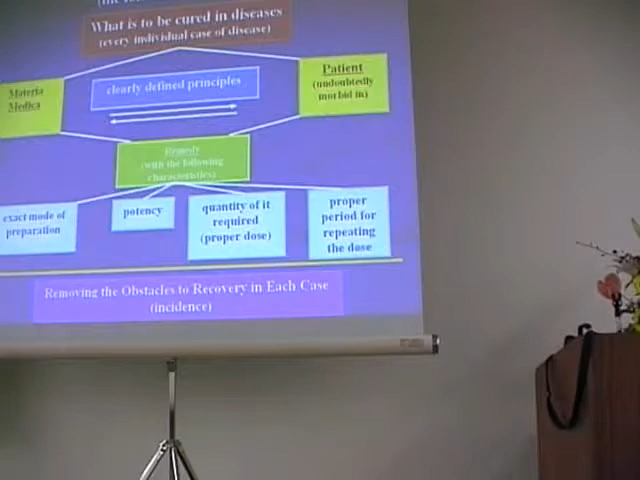 What is to be cured in diseases
(every individual case of disease)
Materia
Medica
clearly defined principles
Patient
(undoubtedly
morbid in)
Remedy
(with the following
characteristics)
exact mode of
preparation
potency
quantity of it
required
(proper dose)
proper
period for
repeating
the dose
Removing the Obstacles to Recovery in Each Case
(incidence)